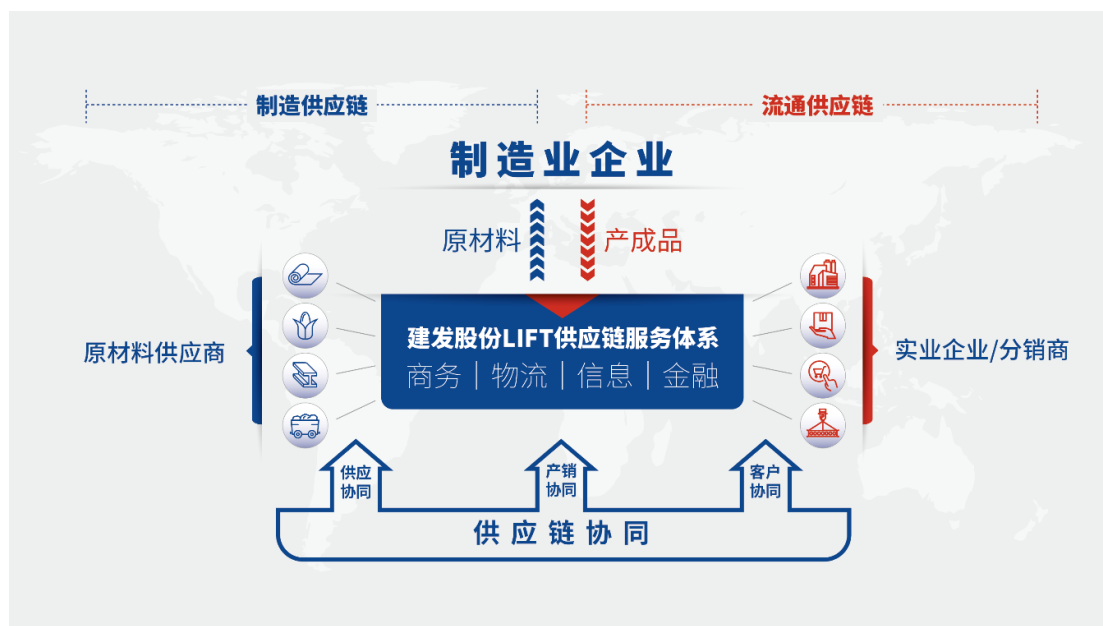 制造供应链
流通供应链
制造业企业
原材料
产成品
原材料供应商
建发股份LIFT供应链服务体系
商务｜物流｜信息｜金融
实业企业/分销商
供应
协同
产销
协同
客户
协同
供应链协同